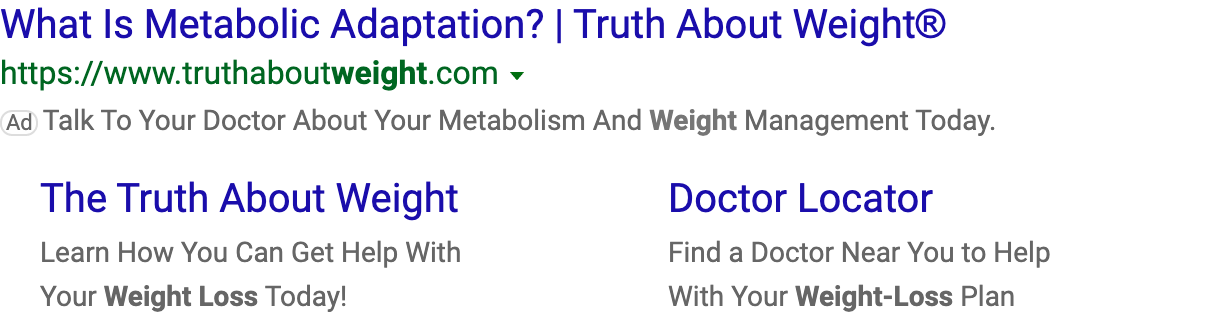 What Is Metabolic Adaptation? | Truth About Weight®
https://www.truthaboutweight.com
Ad Talk To Your Doctor About Your Metabolism And Weight Management Today.
The Truth About Weight
Learn How You Can Get Help With
Your Weight Loss Today!
Doctor Locator
Find a Doctor Near You to Help
With Your Weight-Loss Plan